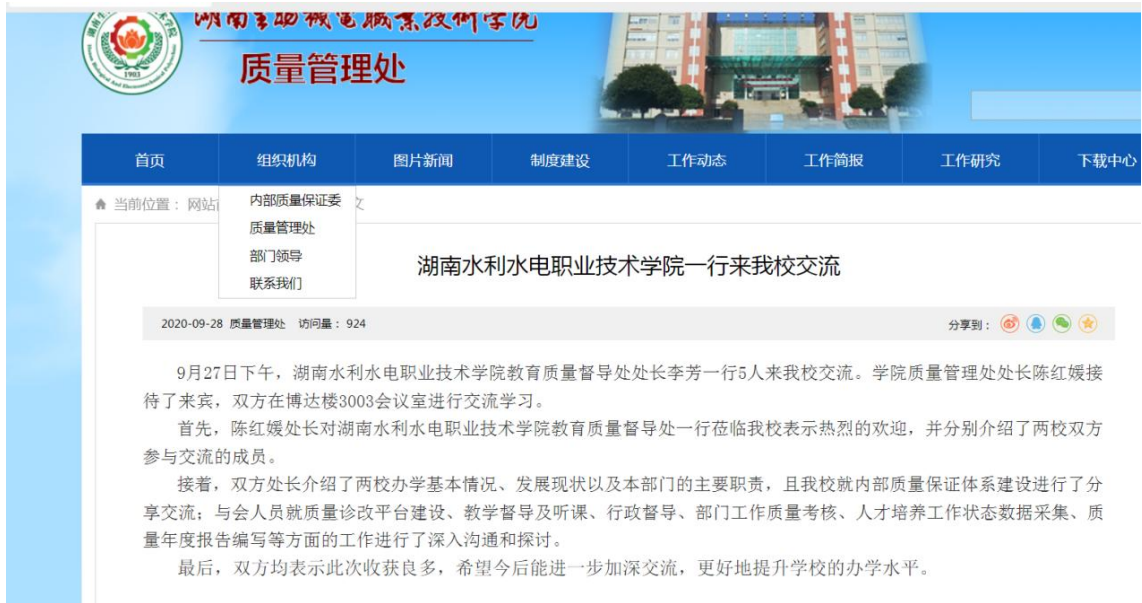 湖南生物機電職業技術学院
质量管理处
1903
首页 组织机构 图片新闻 制度建设 工作动态 工作简报 工作研究 下载中心
当前位置： 网站
内部质量保证委
质量管理处
部门领导
联系我们
湖南水利水电职业技术学院一行来我校交流
2020-09-28 质量管理处 访问量： 924 分享到：
9月27日下午，湖南水利水电职业技术学院教育质量督导处处长李芳一行5人来我校交流。学院质量管理处处长陈红媛接
待了来宾，双方在博达楼3003会议室进行交流学习。
首先，陈红媛处长对湖南水利水电职业技术学院教育质量督导处一行莅临我校表示热烈的欢迎，并分别介绍了两校双方
参与交流的成员。
接着，双方处长介绍了两校办学基本情况、发展现状以及本部门的主要职责，且我校就内部质量保证体系建设进行了分
享交流；与会人员就质量诊改平台建设、教学督导及听课、行政督导、部门工作质量考核、人才培养工作状态数据采集、质
量年度报告编写等方面的工作进行了深入沟通和探讨。
最后，双方均表示此次收获良多，希望今后能进一步加深交流，更好地提升学校的办学水平。